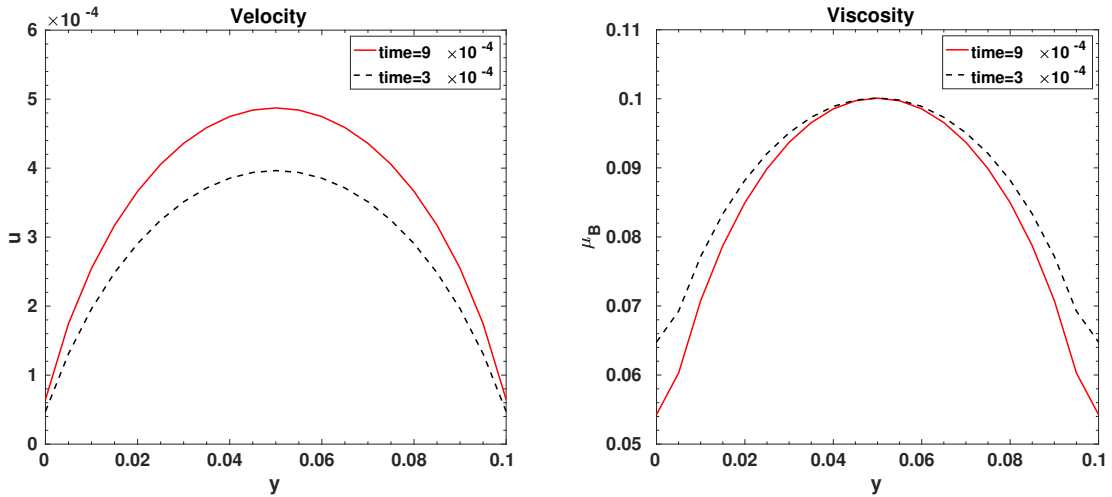 Velocity
×10 -4
6
5
4
3
2
1
0
u
0 0.02 0.04 0.06 0.08 0.1
y
time=9 ×10 -4
time=3 ×10 -4
Viscosity
0.11
0.1
0.09
0.08
0.07
0.06
0.05
μB
0 0.02 0.04 0.06 0.08 0.1
y
time=9 ×10 -4
time=3 ×10 -4